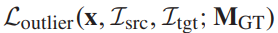 ℒ_outlier(𝐱, ℐ_src, ℐ_tgt; 𝐌_GT)